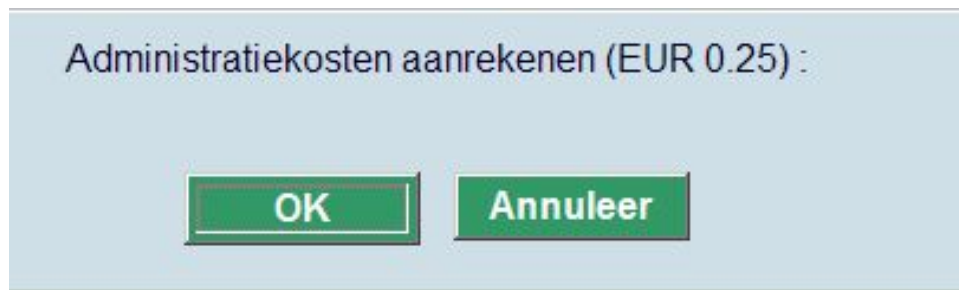 Administratiekosten aanrekenen (EUR 0.25) :
OK Annuleer